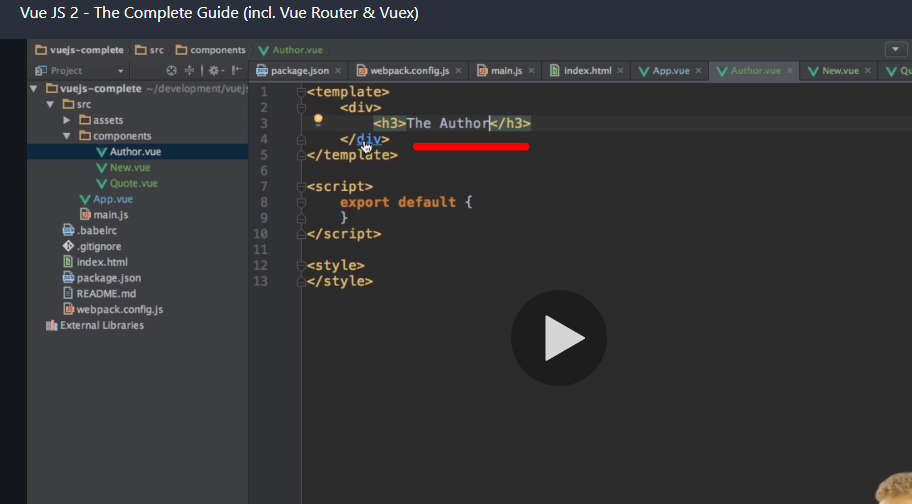 Vue JS 2 - The Complete Guide (incl. Vue Router & Vuex)
vuejs-complete src components Author.vue
Project package.json webpack.config.js main.js index.html App.vue Author.vue New.vue Qu
vuejs-complete ~/development/vuejs
src
assets
components
Author.vue
New.vue
Quote.vue
App.vue
main.js
.babelrc
.gitignore
index.html
package.json
README.md
webpack.config.js
External Libraries
1 <template>
2 <div>
3 <h3>The Author</h3>
4 </div>
5 </template>
6
7 <script>
8 export default {
9 }
10 </script>
11
12 <style>
13 </style>